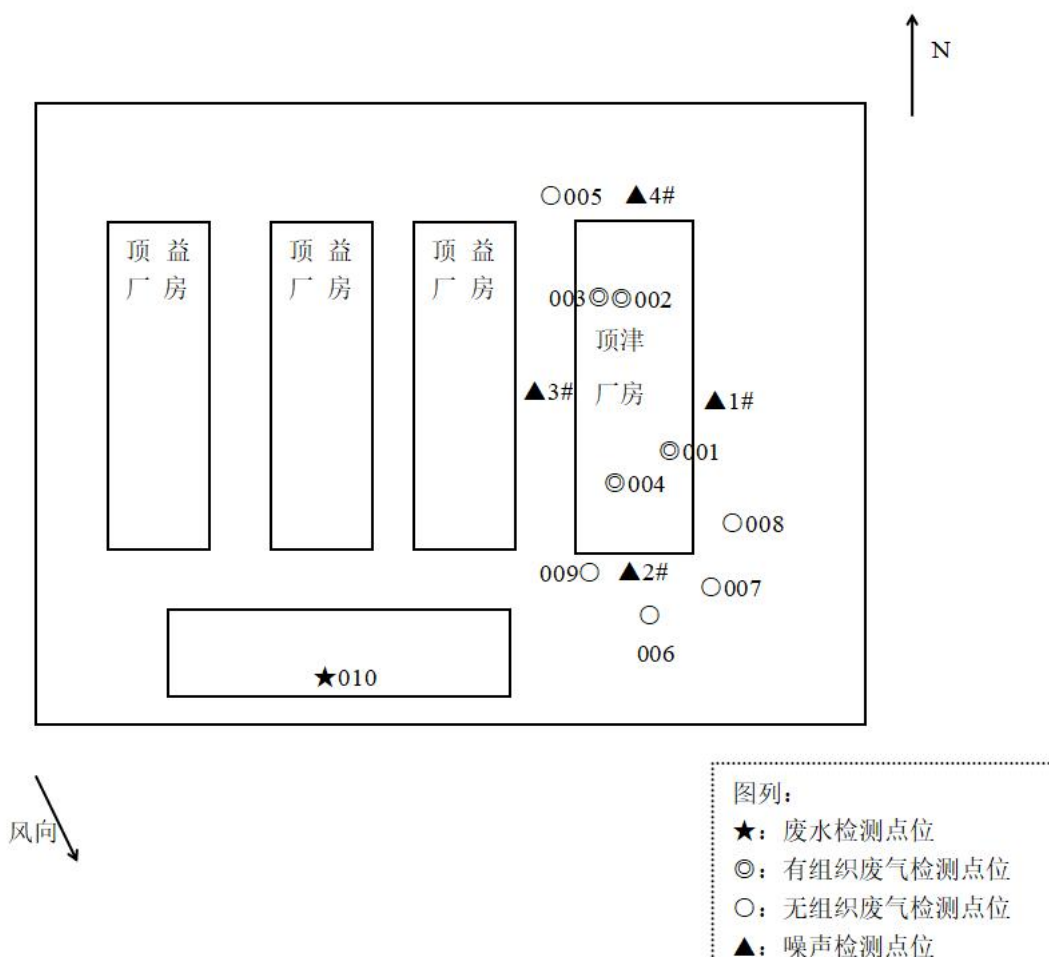 N
○005 ▲4#
顶 益
厂 房
顶 益
厂 房
顶 益
厂 房
003◎◎002
顶津
厂房
▲3#
▲1#
◎001
◎004
○008
009○ ▲2#
○007
○
006
★010
风向
图列：
★：废水检测点位
◎：有组织废气检测点位
○：无组织废气检测点位
▲：噪声检测点位